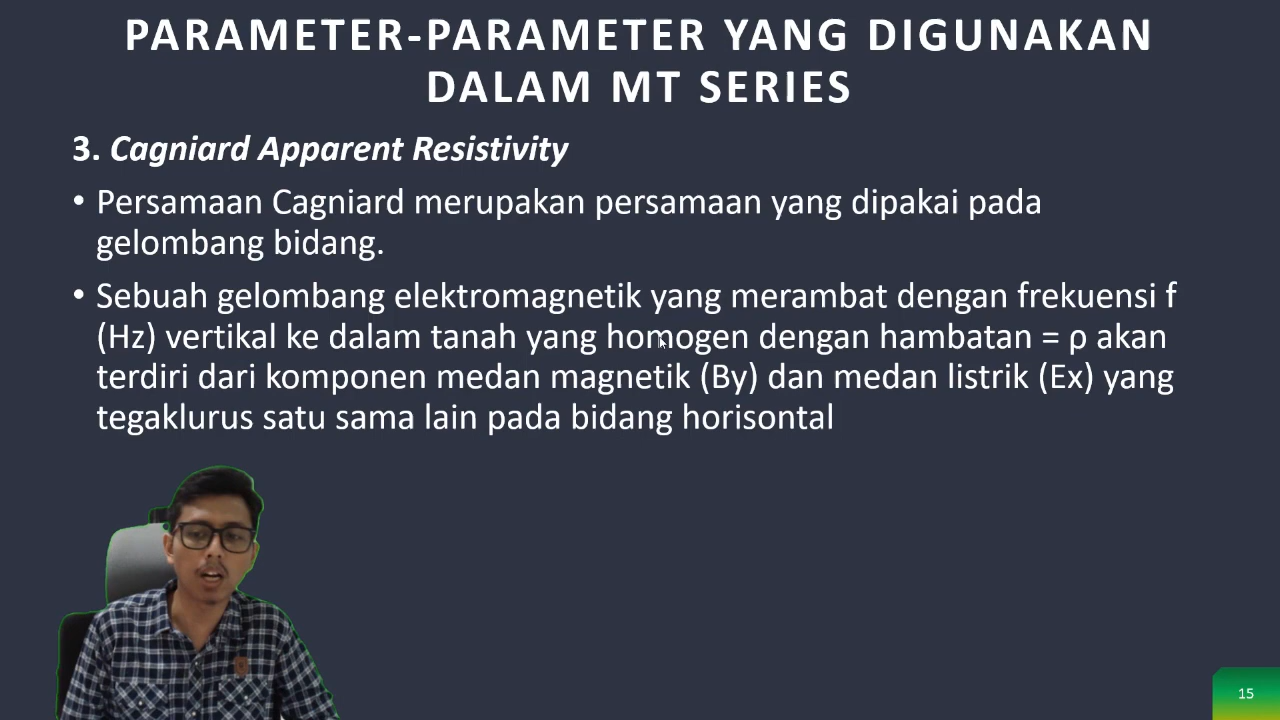 PARAMETER-PARAMETER YANG DIGUNAKAN
DALAM MT SERIES
3. Cagniard Apparent Resistivity
• Persamaan Cagniard merupakan persamaan yang dipakai pada
gelombang bidang.
• Sebuah gelombang elektromagnetik yang merambat dengan frekuensi f
(Hz) vertikal ke dalam tanah yang homogen dengan hambatan = ρ akan
terdiri dari komponen medan magnetik (By) dan medan listrik (Ex) yang
tegaklurus satu sama lain pada bidang horisontal
15